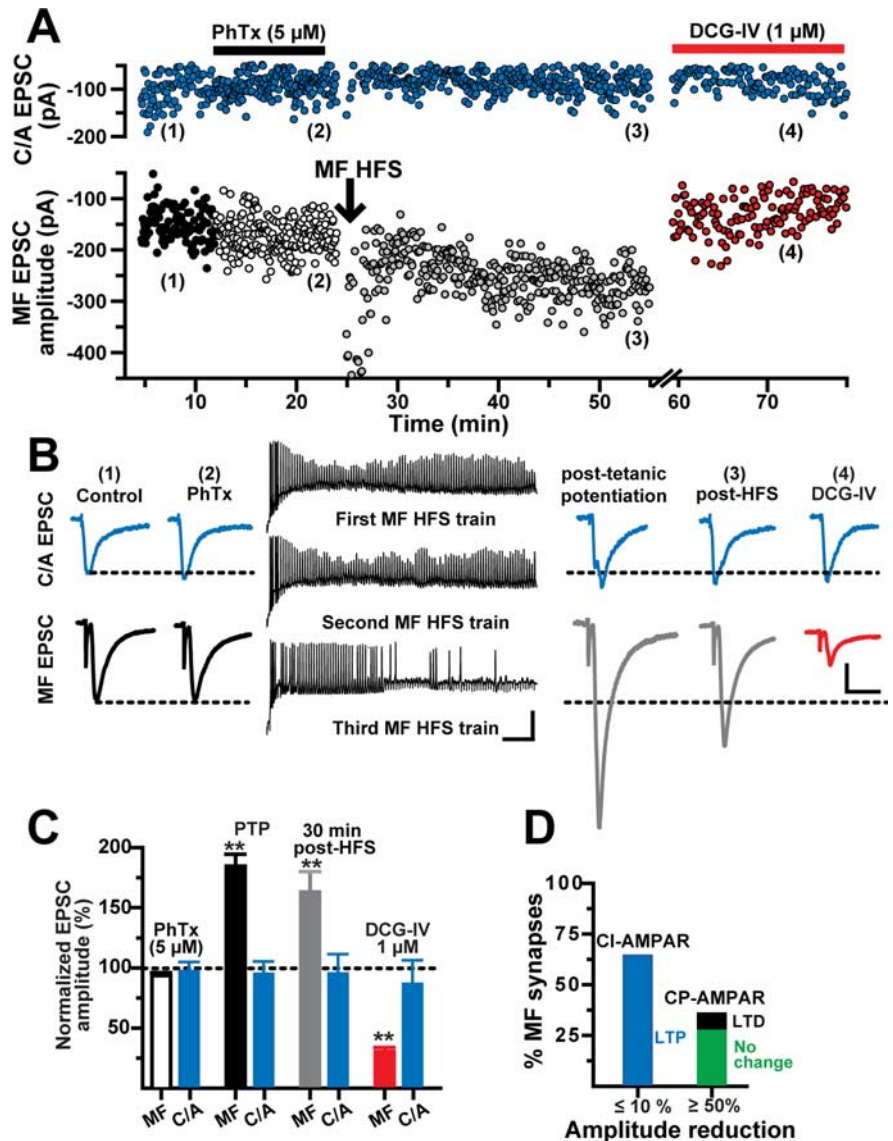 A
PhTx (5 µM)
DCG-IV (1 µM)
C/A EPSC
(pA)
-100
-200
(1)
(2)
(3)
(4)
MF HFS
MF EPSC
amplitude (pA)
-100
-200
-300
-400
(1)
(2)
(3)
(4)
10
20
30
40
50
60
70
Time (min)
B
(1)
Control
(2)
PhTx
post-tetanic
potentiation
(3)
post-HFS
(4)
DCG-IV
C/A EPSC
MF EPSC
First MF HFS train
Second MF HFS train
Third MF HFS train
C
Normalized EPSC
amplitude (%)
200
150
100
50
PhTx
(5 µM)
PTP
**
30 min
post-HFS
**
DCG-IV
1 µM
**
MF
C/A
MF
C/A
MF
C/A
MF
C/A
D
% MF synapses
100
75
50
25
CI-AMPAR
LTP
CP-AMPAR
LTD
No
change
≤ 10 %
≥ 50%
Amplitude reduction